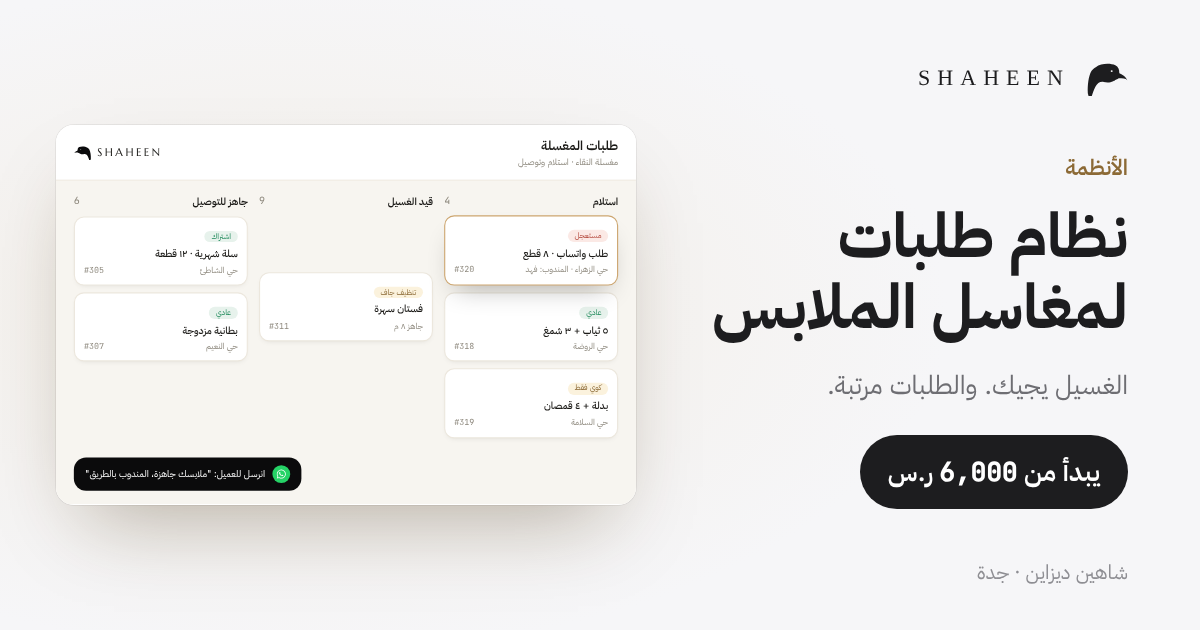 SHAHEEN
الأنظمة
نظام طلبات
لمغاسل الملابس
الغسيل يجيك. والطلبات مرتبة.
يبدأ من 6,000 ر.س
شاهين ديزاين · جدة
طلبات المغسلة
مغسلة النقاء · استلام وتوصيل
SHAHEEN
استلام 4
مستعجل
طلب واتساب · ٨ قطع
حي الزهراء · المندوب: فهد #320
عادي
٥ ثياب + ٣ شمغ
حي الروضة #318
كوي فقط
بدلة + ٤ قمصان
حي السلامة #319
قيد الغسيل 9
تنظيف جاف
فستان سهرة
جاهز ٨ م #311
جاهز للتوصيل 6
اشتراك
سلة شهرية · ١٢ قطعة
حي الشاطئ #305
عادي
بطانية مزدوجة
حي النعيم #307
انرسل للعميل: "ملابسك جاهزة، المندوب بالطريق"